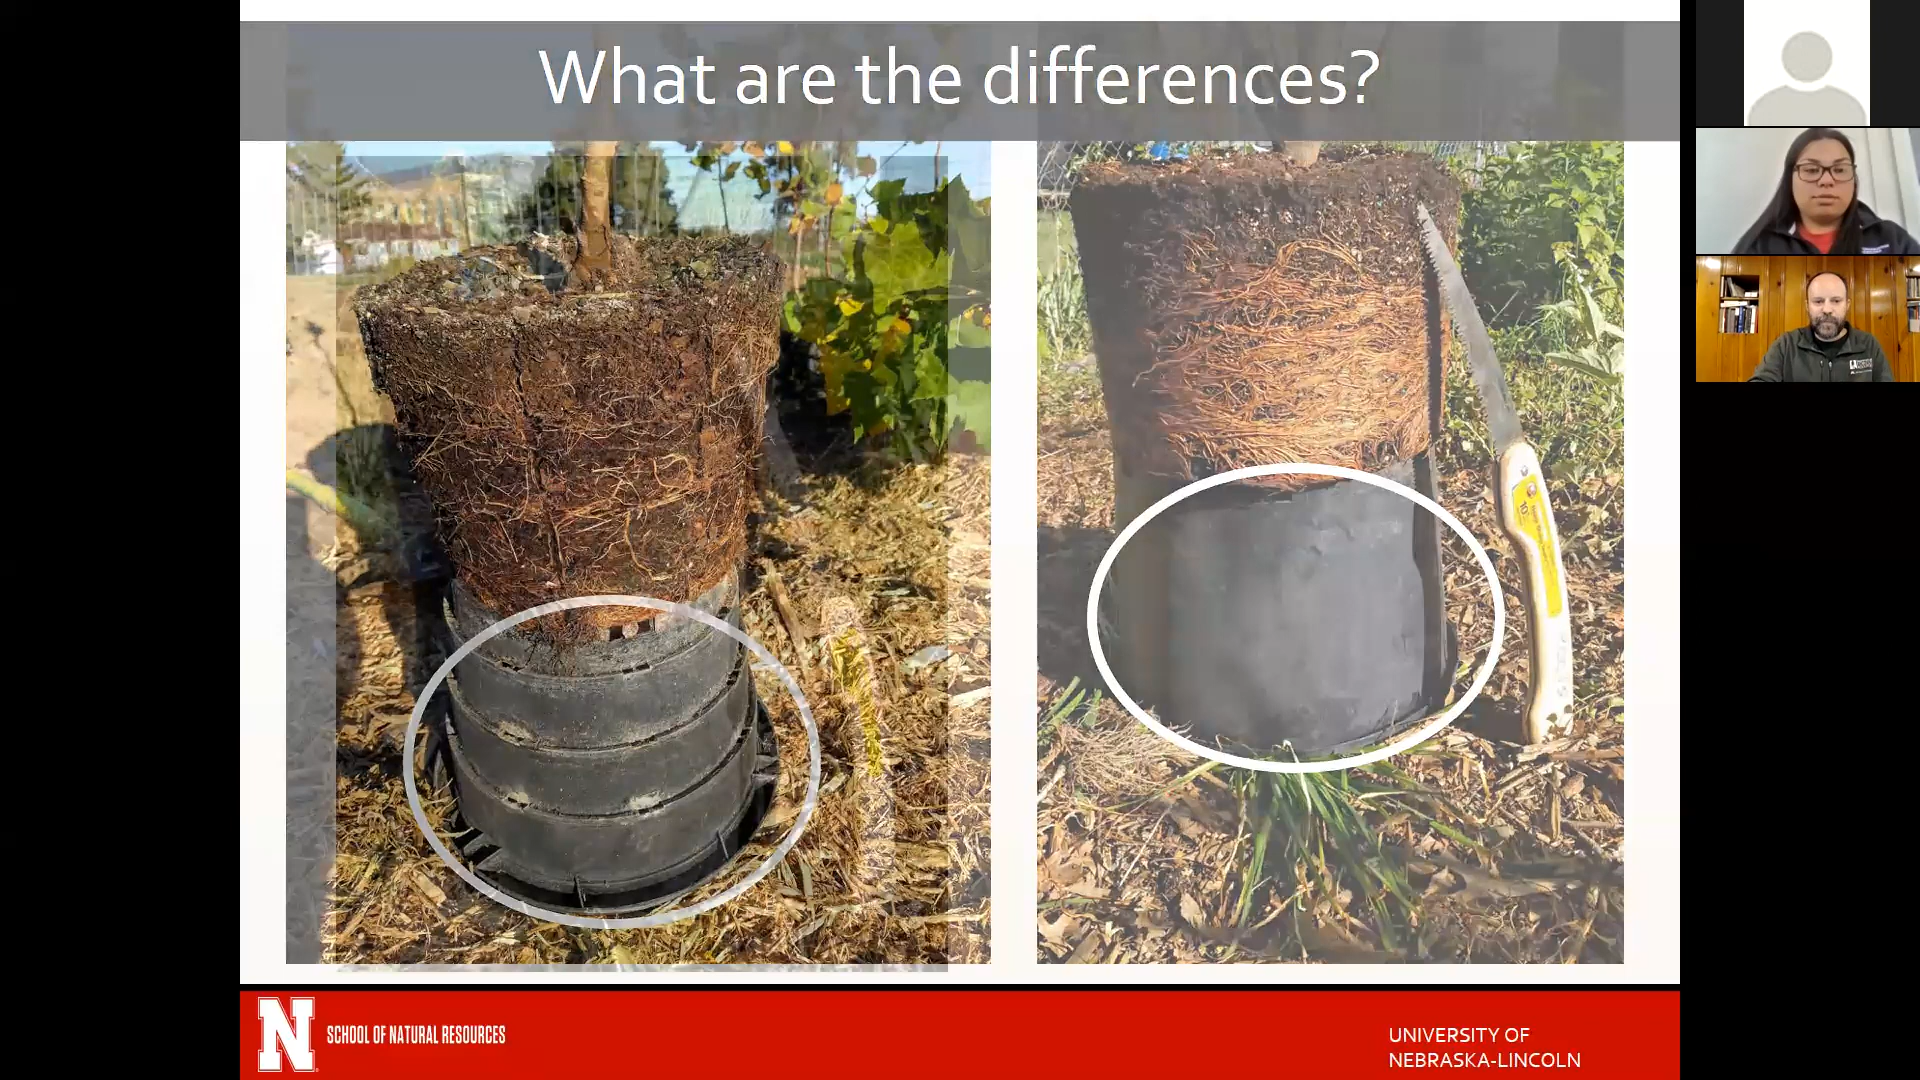 What are the differences?
N
SCHOOL OF NATURAL RESOURCES
UNIVERSITY OF
NEBRASKA-LINCOLN